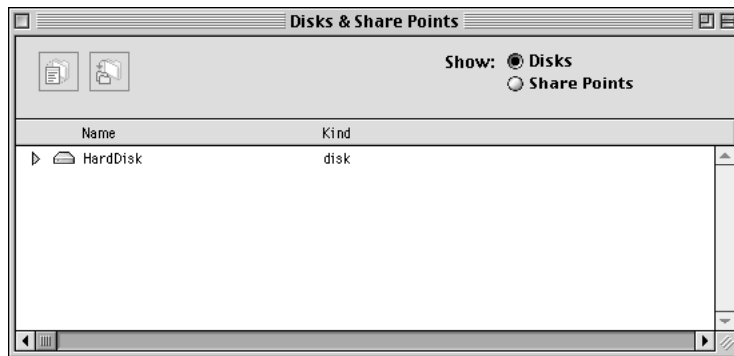 Disks & Share Points
Show: Disks
Share Points
Name Kind
HardDisk disk